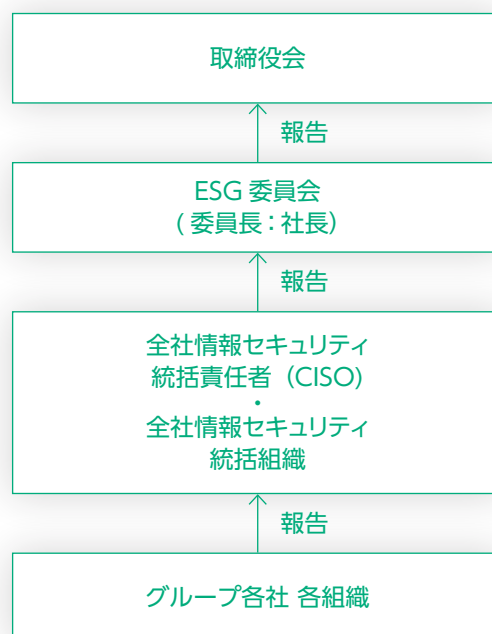 取締役会
報告
ESG 委員会
( 委員長：社長）
報告
全社情報セキュリティ
統括責任者（CISO)
・
全社情報セキュリティ
統括組織
報告
グループ各社 各組織